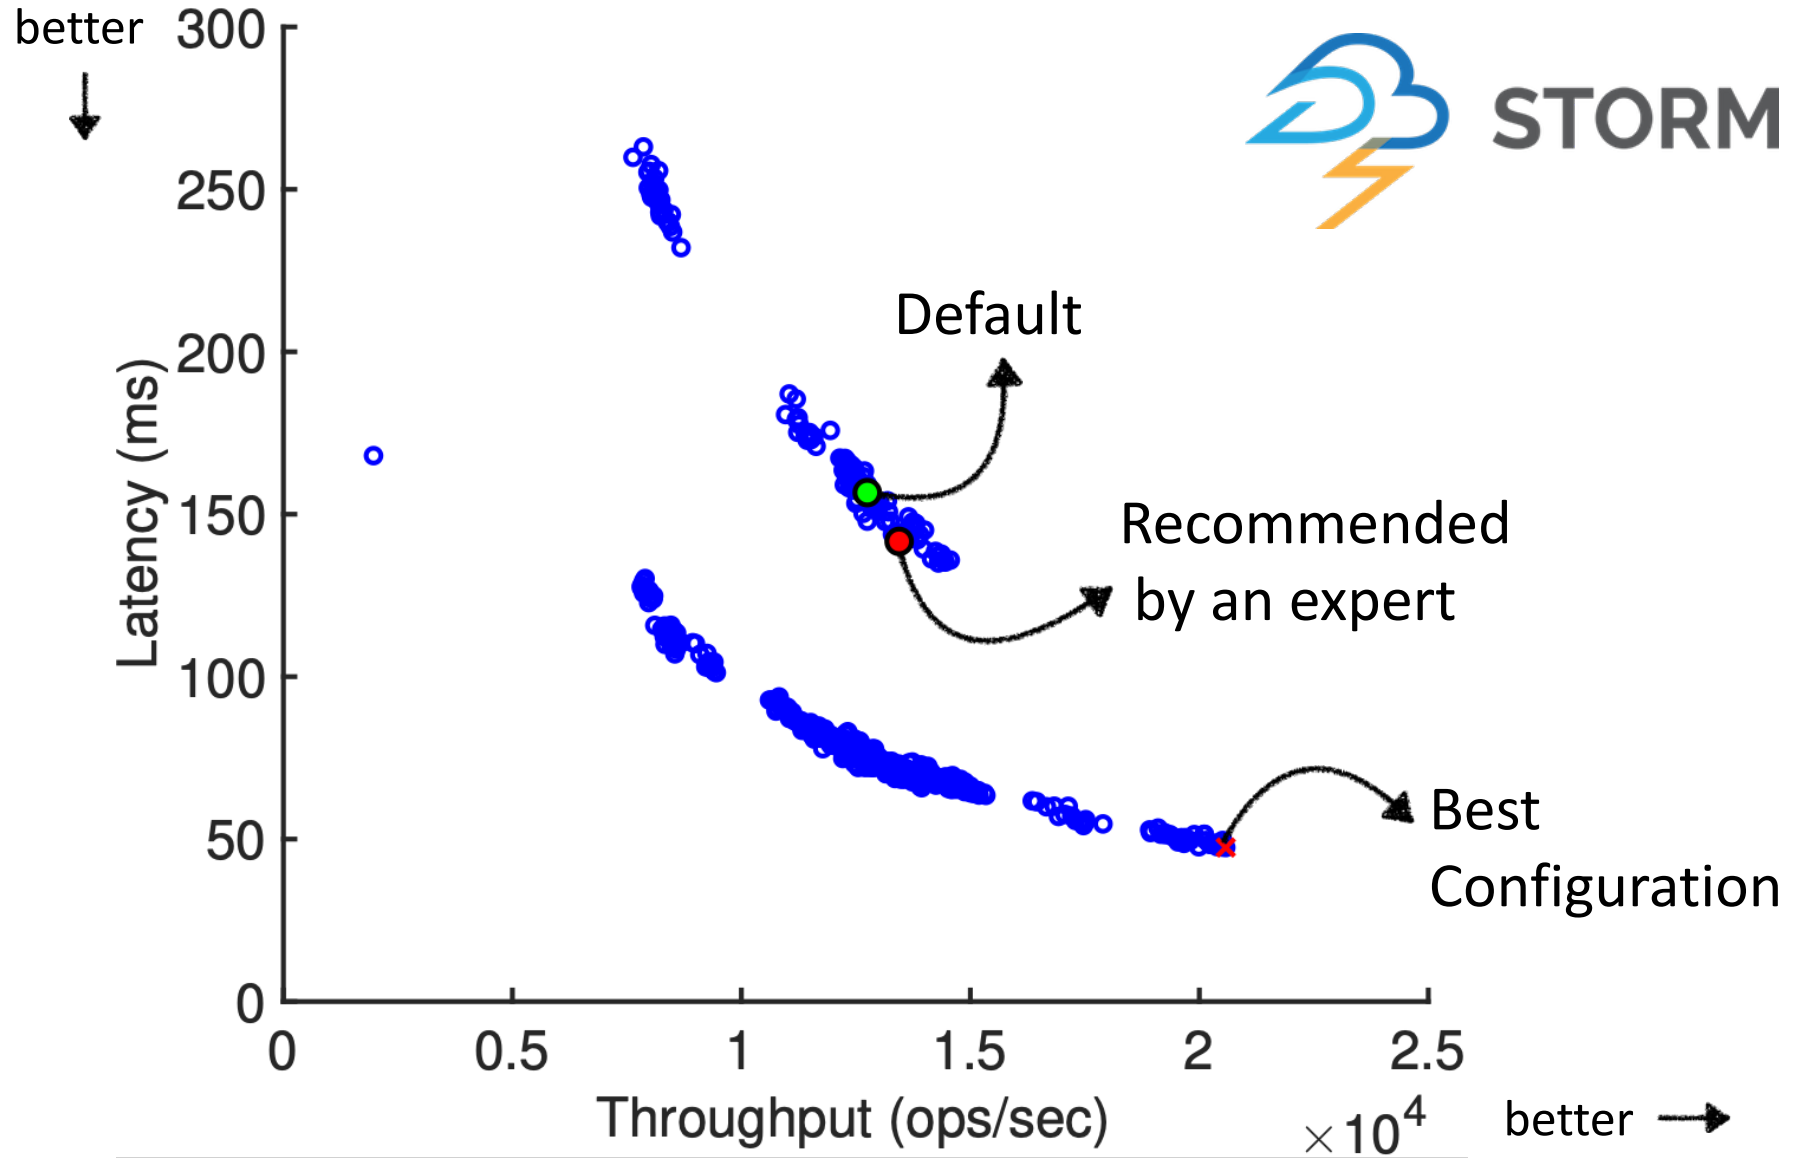 better
300
250
200
150
100
50
0
Latency (ms)
STORM
Default
Recommended
by an expert
Best
Configuration
0 0.5 1 1.5 2 2.5
Throughput (ops/sec)
×10⁴
better